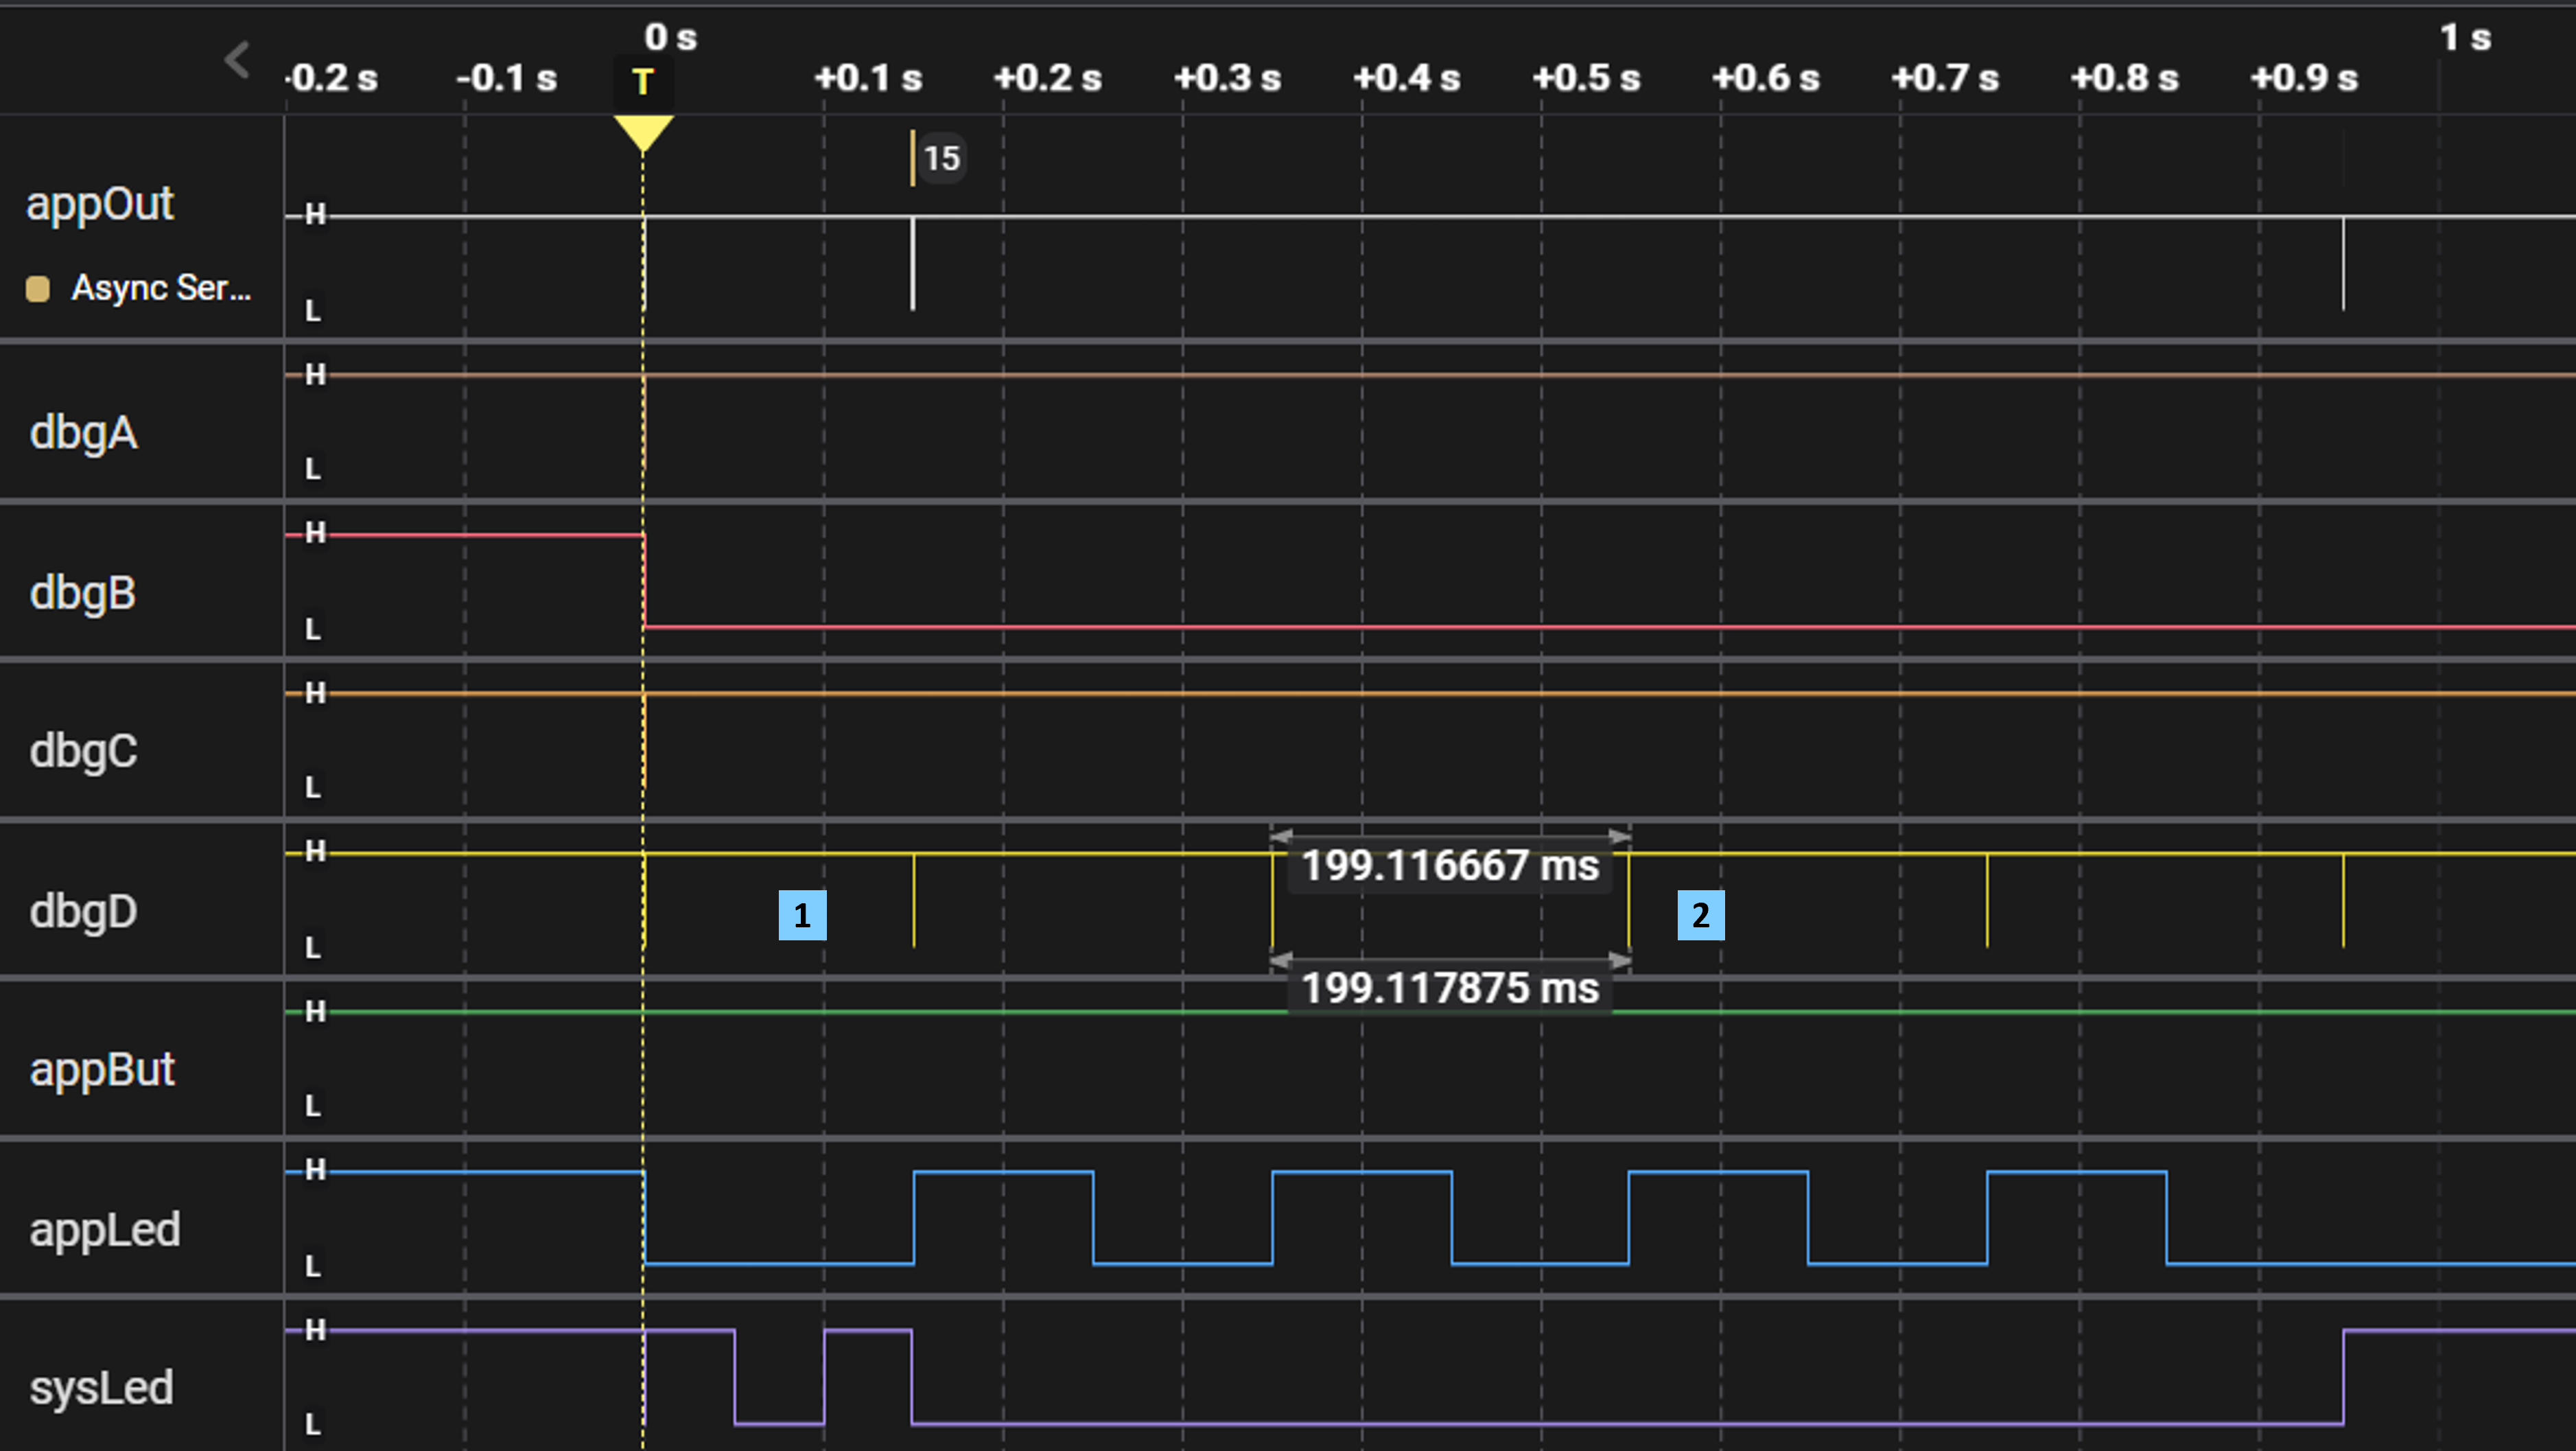 0 s 1 s
-0.2 s -0.1 s T +0.1 s +0.2 s +0.3 s +0.4 s +0.5 s +0.6 s +0.7 s +0.8 s +0.9 s
15
appOut
H
Async Ser...
L
H
dbgA
L
H
dbgB
L
H
dbgC
L
H
199.116667 ms
dbgD
1 2
L
199.117875 ms
H
appBut
L
H
appLed
L
H
sysLed
L